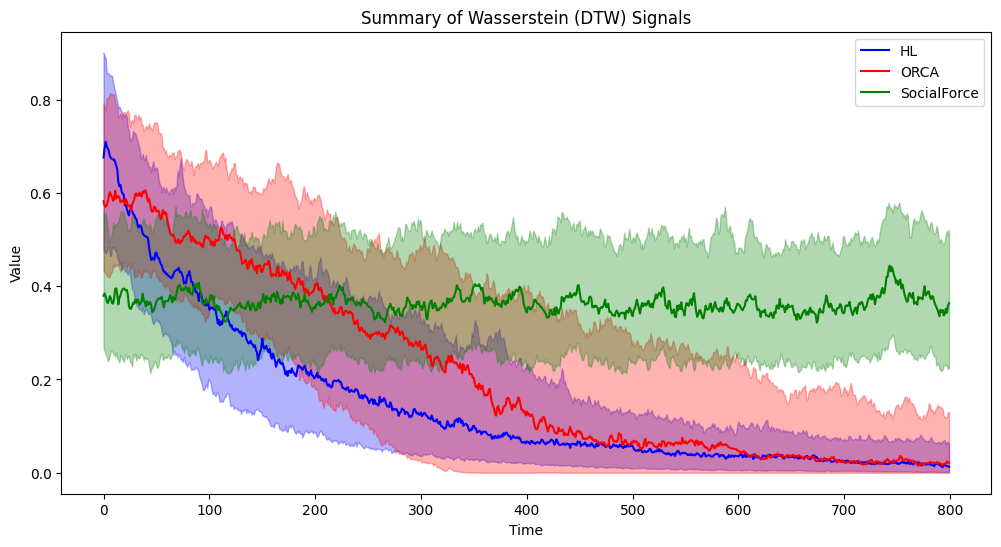 Summary of Wasserstein (DTW) Signals
HL
ORCA
SocialForce
Value
0.8
0.6
0.4
0.2
0.0
0 100 200 300 400 500 600 700 800
Time